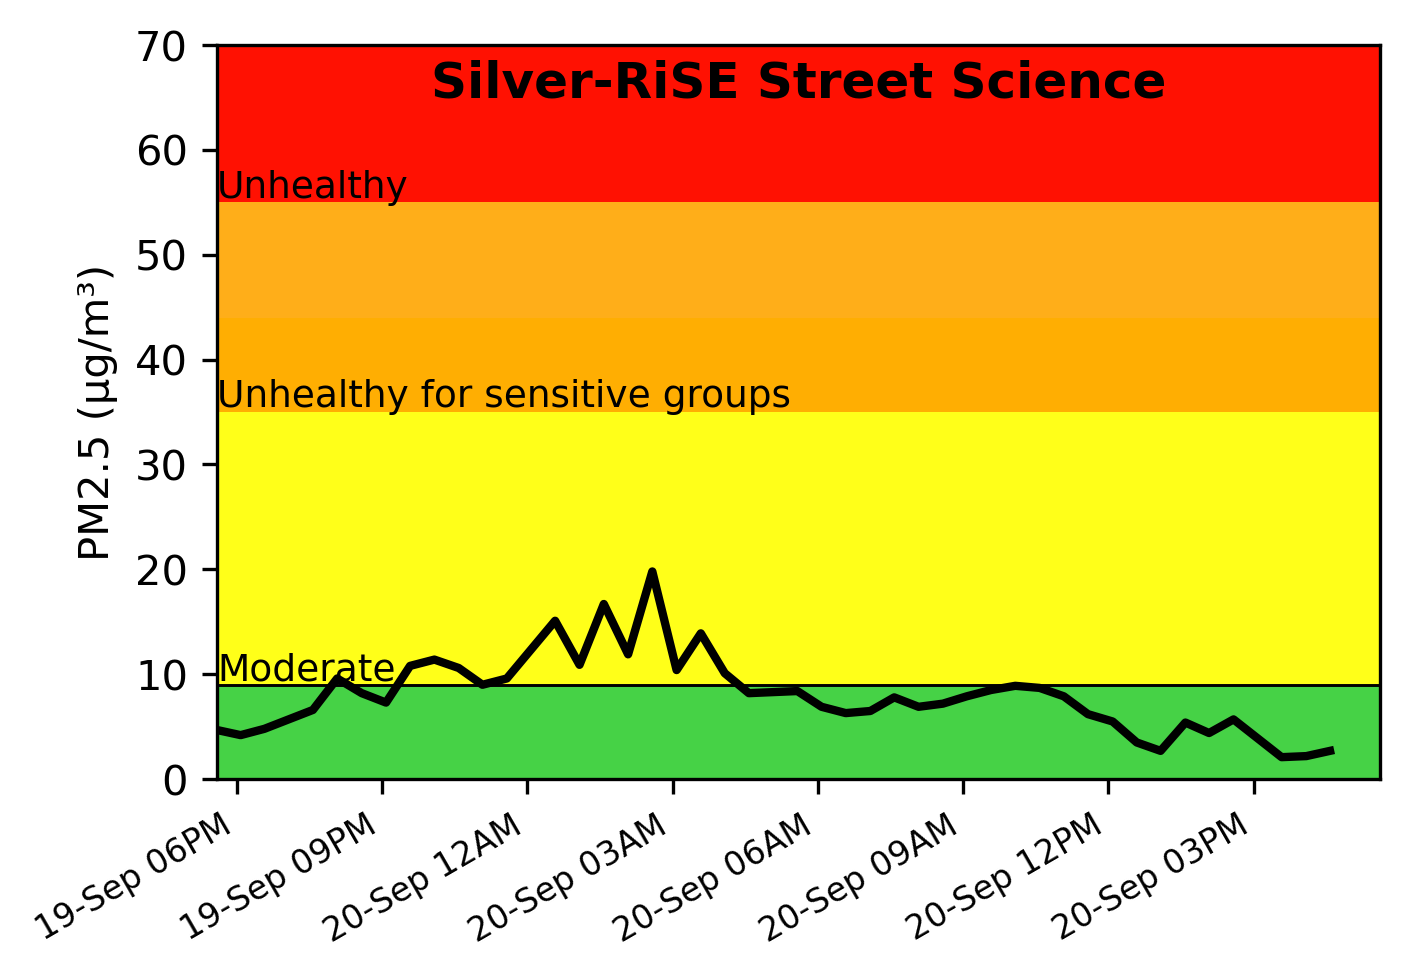 Silver-RiSE Street Science
70
60
Unhealthy
50
40
Unhealthy for sensitive groups
30
20
Moderate
10
0
PM2.5 (µg/m³)
19-Sep 06PM
19-Sep 09PM
20-Sep 12AM
20-Sep 03AM
20-Sep 06AM
20-Sep 09AM
20-Sep 12PM
20-Sep 03PM